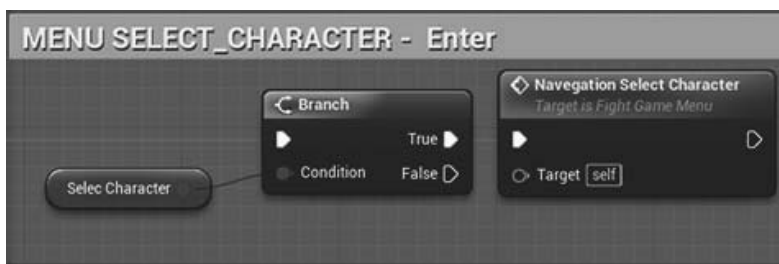 MENU SELECT_CHARACTER - Enter
Branch
True
Condition False
Selec Character
Navegation Select Character
Target is Fight Game Menu
Target self